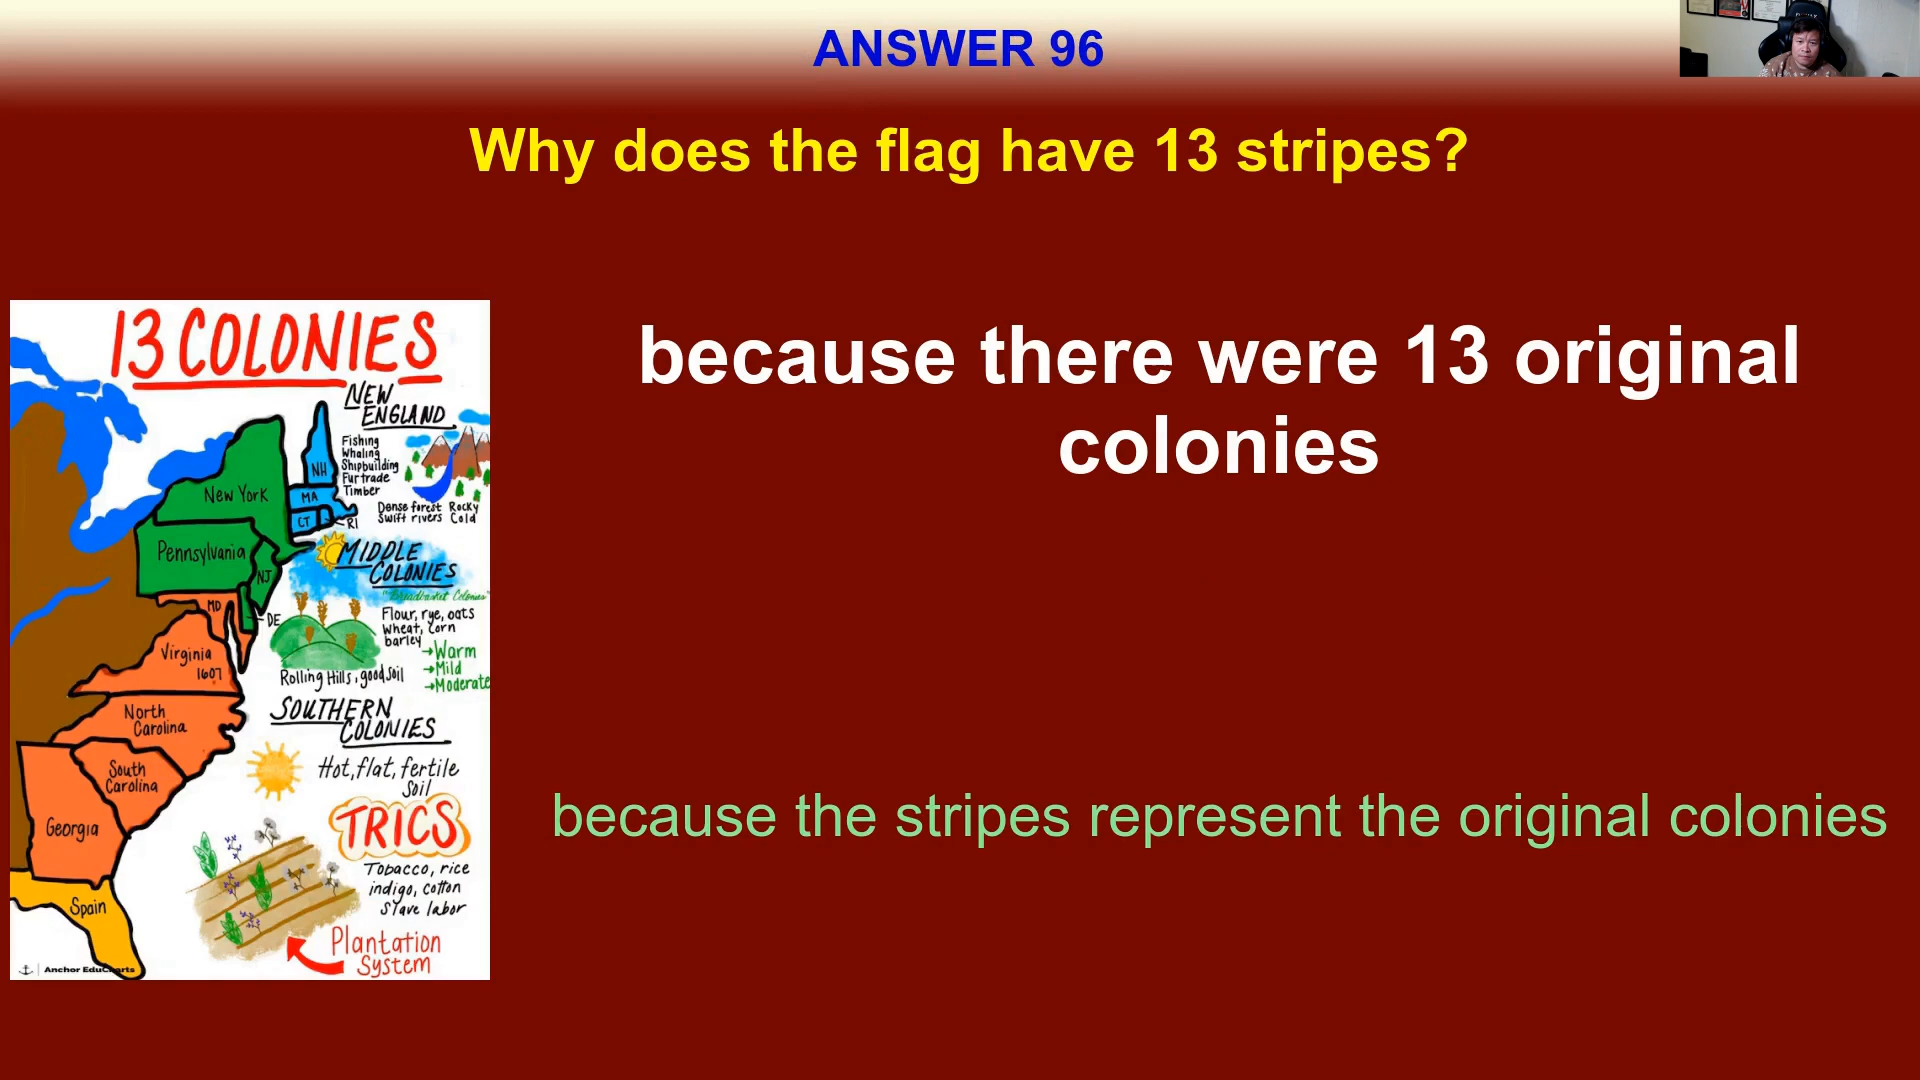 ANSWER 96
Why does the flag have 13 stripes?
because there were 13 original
colonies
because the stripes represent the original colonies
13 COLONIES
NEW
ENGLAND
Fishing
Whaling
Shipbuilding
Fur trade
Timber
Dense forest Rocky
Swift rivers Cold
NH
MA
CT
RI
New York
Pennsylvania
NJ
MD
DE
MIDDLE
COLONIES
"Breadbasket Colonies"
Flour, rye, oats
Wheat, Corn
barley
→Warm
→Mild
→Moderate
Rolling Hills, good soil
Virginia
1607
North
Carolina
South
Carolina
Georgia
Spain
SOUTHERN
COLONIES
Hot, flat, fertile
soil
TRICS
Tobacco, rice
indigo, cotton
Slave labor
Plantation
System
Anchor EduCharts